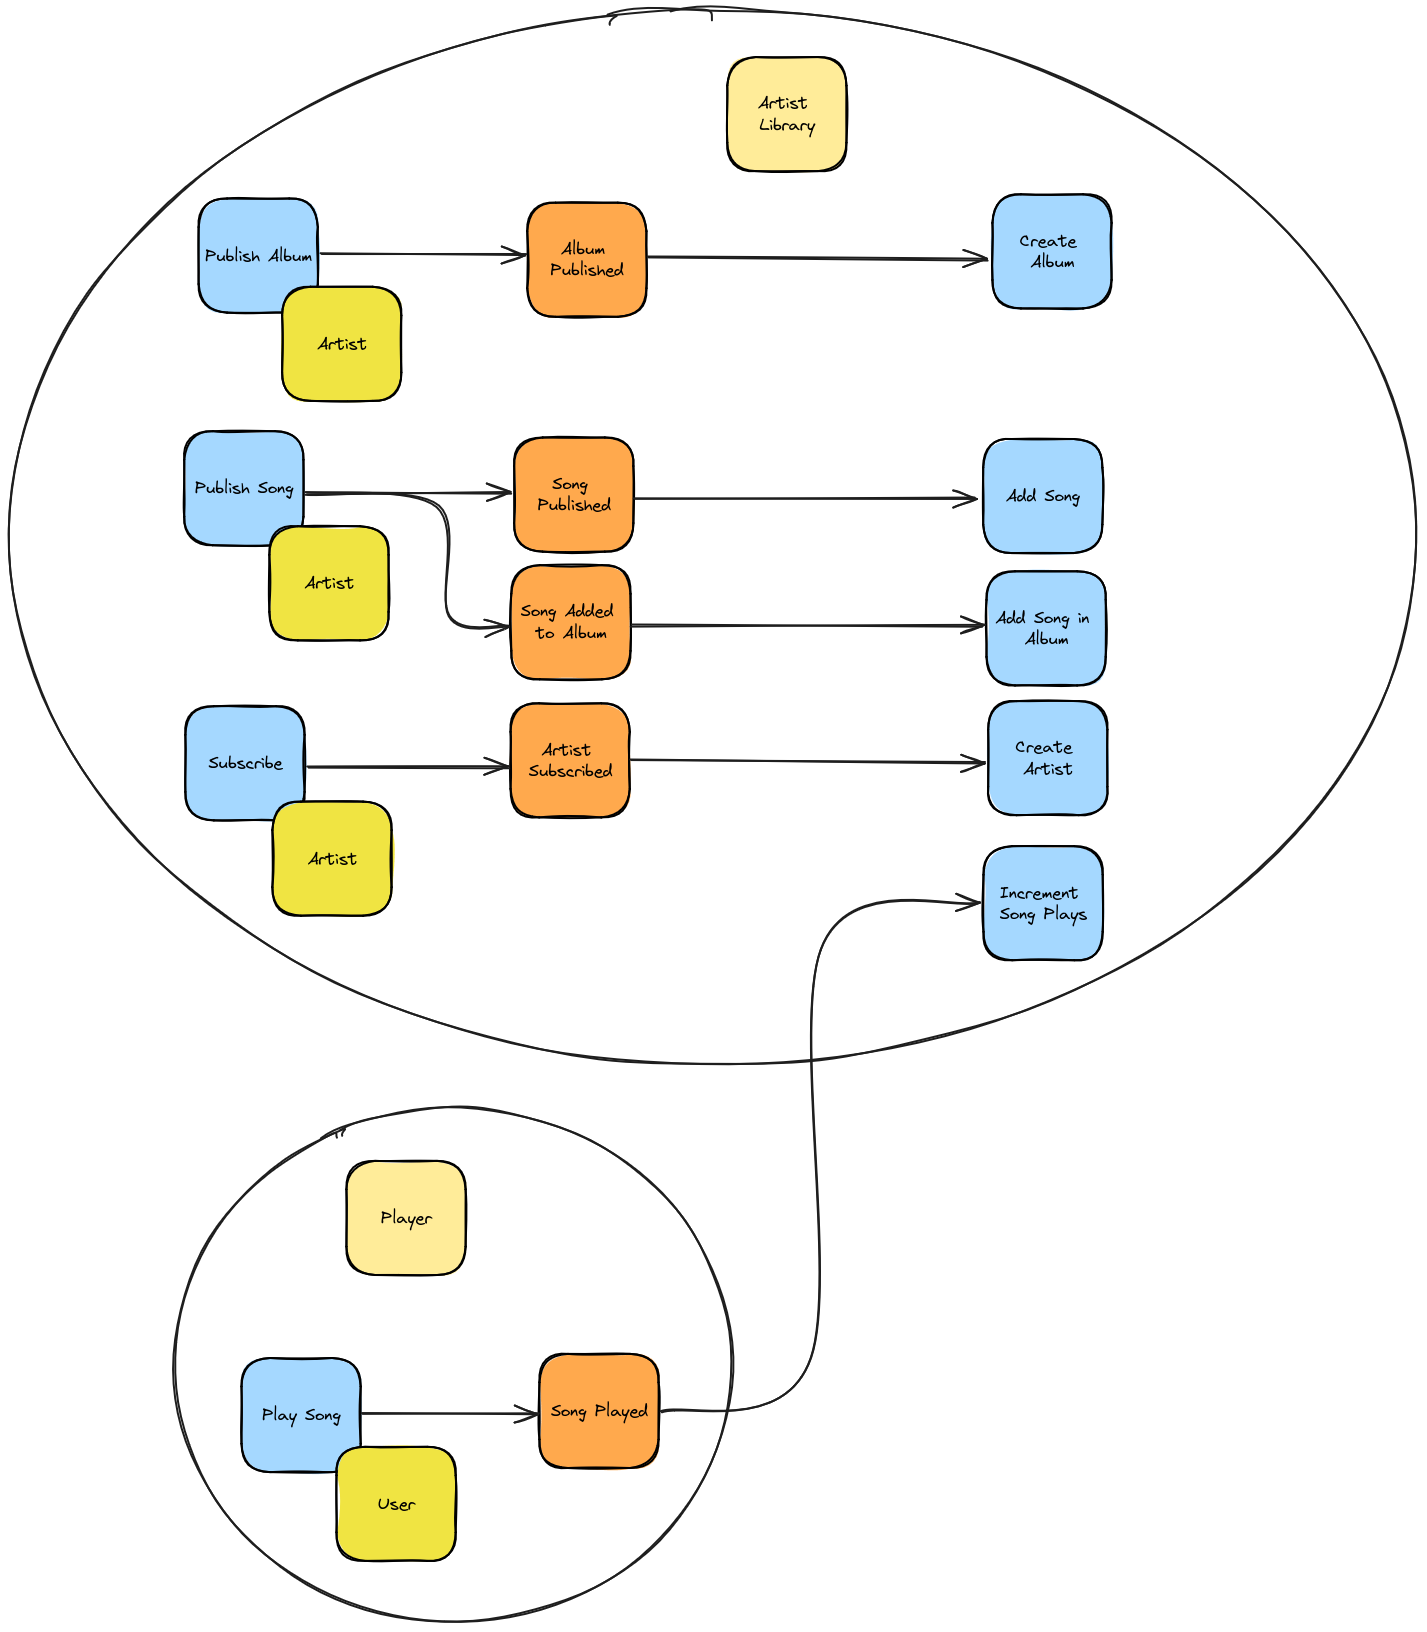 Artist
Library
Publish Album
Album
Published
Create
Album
Artist
Publish Song
Song
Published
Add Song
Artist
Song Added
to Album
Add Song in
Album
Subscribe
Artist
Subscribed
Create
Artist
Artist
Increment
Song Plays
Player
Play Song
Song Played
User